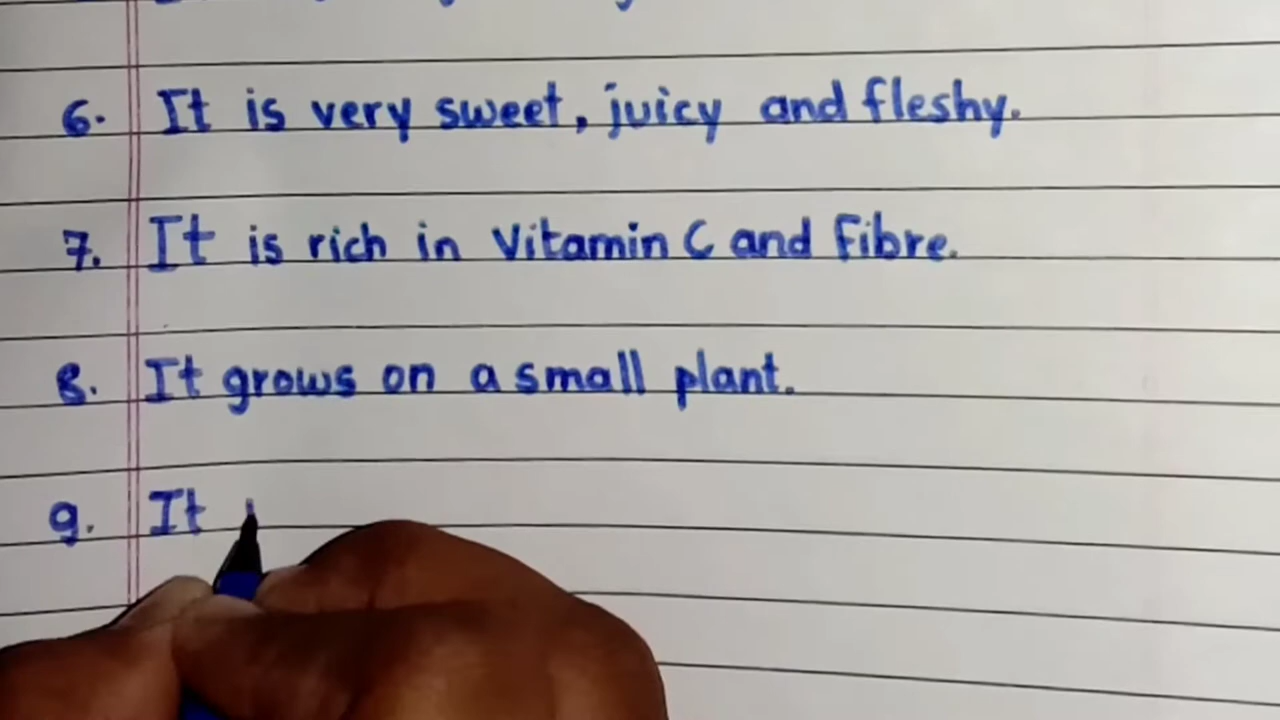 6. It is very sweet, juicy and fleshy.
7. It is rich in Vitamin C and Fibre.
8. It grows on a small plant.
9. It